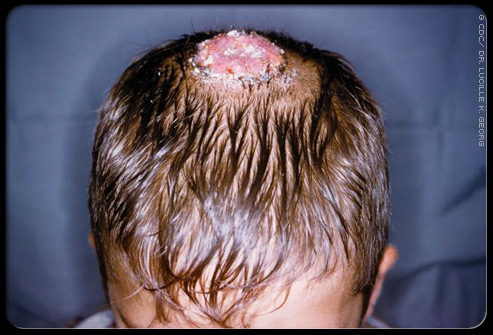 © CDC/ DR. LUCILLE K. GEORG